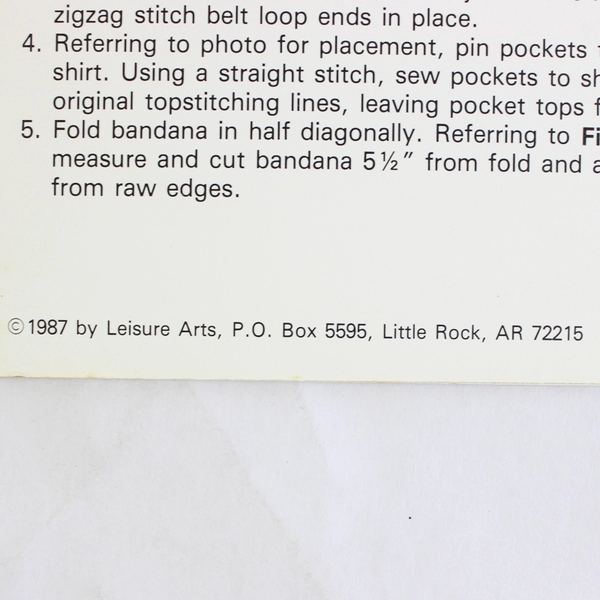 zigzag stitch belt loop ends in place.
4. Referring to photo for placement, pin pockets
shirt. Using a straight stitch, sew pockets to
original topstitching lines, leaving pocket tops
5. Fold bandana in half diagonally. Referring to
measure and cut bandana 5½" from fold and
from raw edges.
©1987 by Leisure Arts, P.O. Box 5595, Little Rock, AR 72215